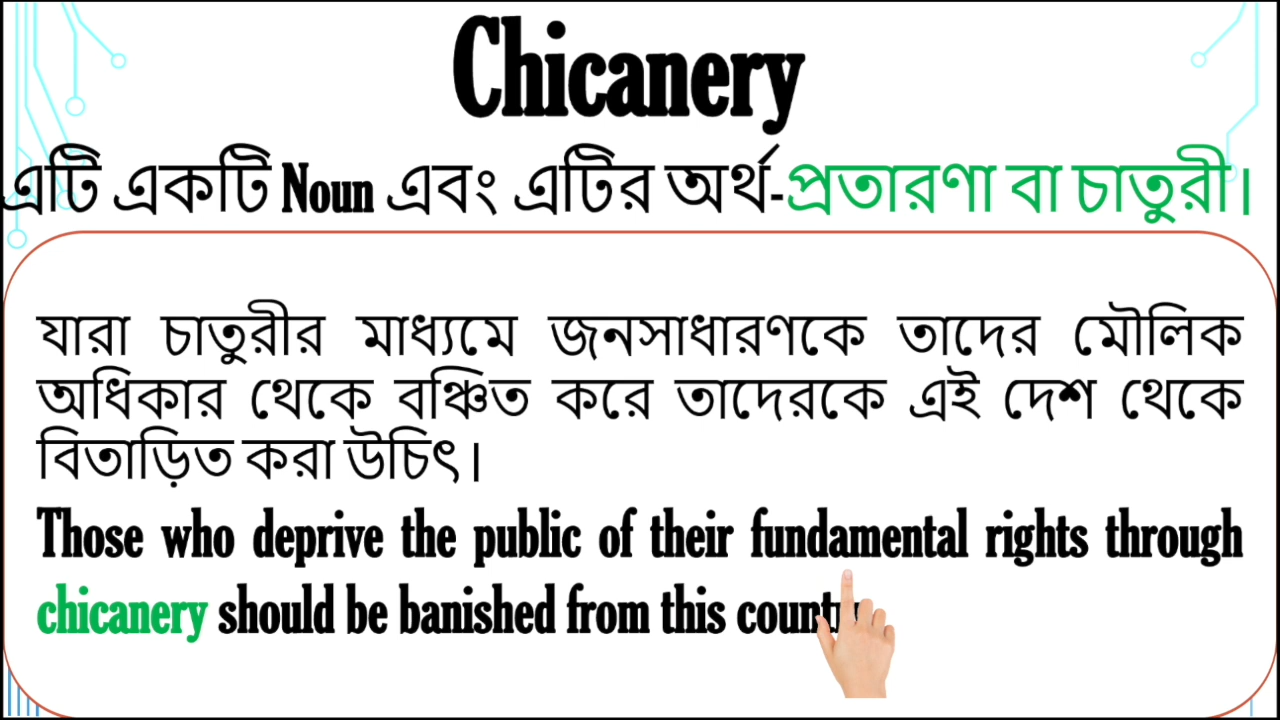 Chicanery
এটি একটি Noun এবং এটির অর্থ-প্রতারণা বা চাতুরী।
যারা চাতুরীর মাধ্যমে জনসাধারণকে তাদের মৌলিক
অধিকার থেকে বঞ্চিত করে তাদেরকে এই দেশ থেকে
বিতাড়িত করা উচিৎ।
Those who deprive the public of their fundamental rights through
chicanery should be banished from this